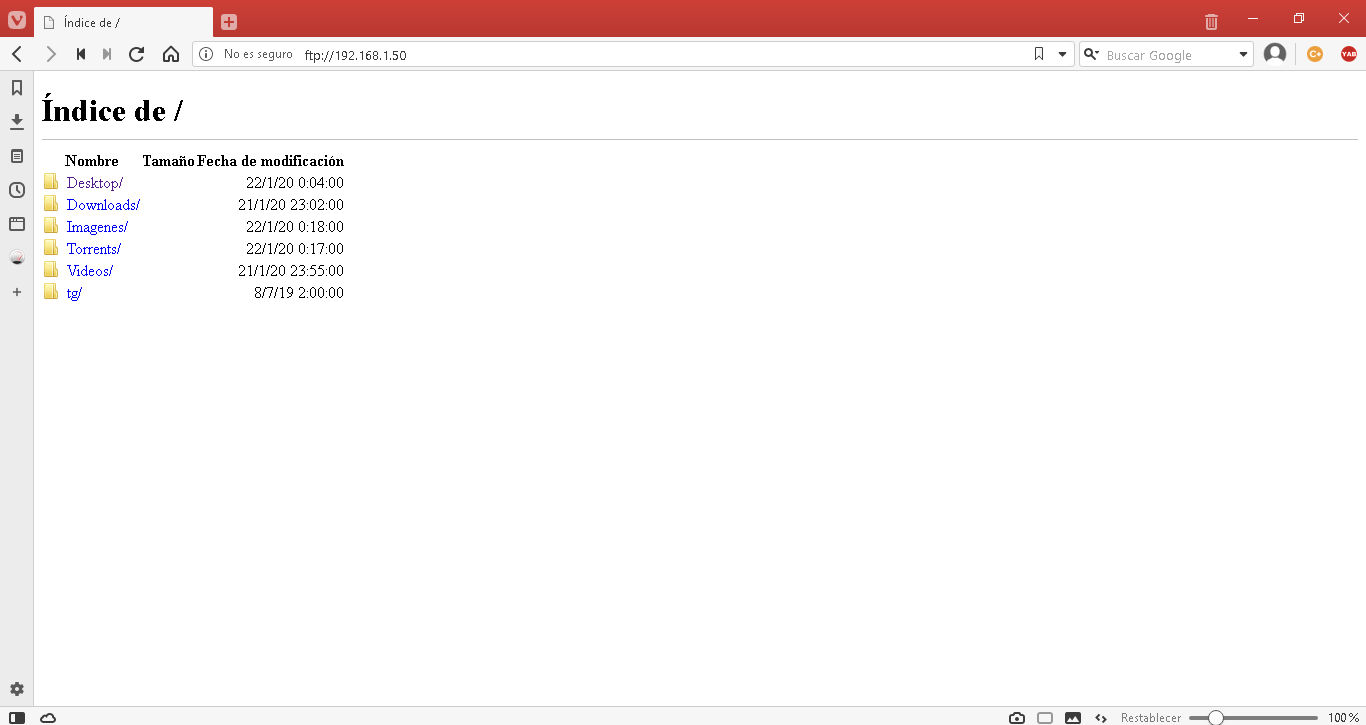 Índice de /
No es seguro ftp://192.168.1.50 Buscar Google C+ YAB
Índice de /
Nombre Tamaño Fecha de modificación
Desktop/ 22/1/20 0:04:00
Downloads/ 21/1/20 23:02:00
Imagenes/ 22/1/20 0:18:00
Torrents/ 22/1/20 0:17:00
Videos/ 21/1/20 23:55:00
tg/ 8/7/19 2:00:00
Restablecer 100 %